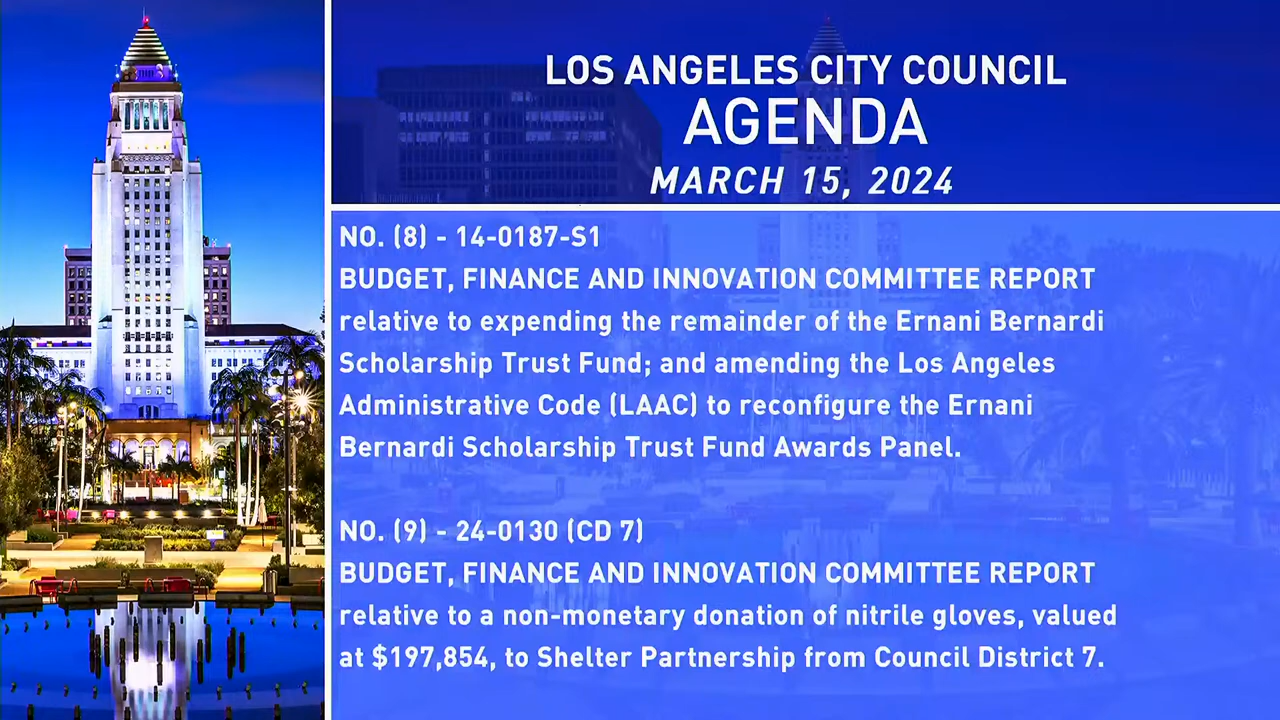 LOS ANGELES CITY COUNCIL
AGENDA
MARCH 15, 2024
NO. (8) - 14-0187-S1
BUDGET, FINANCE AND INNOVATION COMMITTEE REPORT
relative to expending the remainder of the Ernani Bernardi
Scholarship Trust Fund; and amending the Los Angeles
Administrative Code (LAAC) to reconfigure the Ernani
Bernardi Scholarship Trust Fund Awards Panel.
NO. (9) - 24-0130 (CD 7)
BUDGET, FINANCE AND INNOVATION COMMITTEE REPORT
relative to a non-monetary donation of nitrile gloves, valued
at $197,854, to Shelter Partnership from Council District 7.